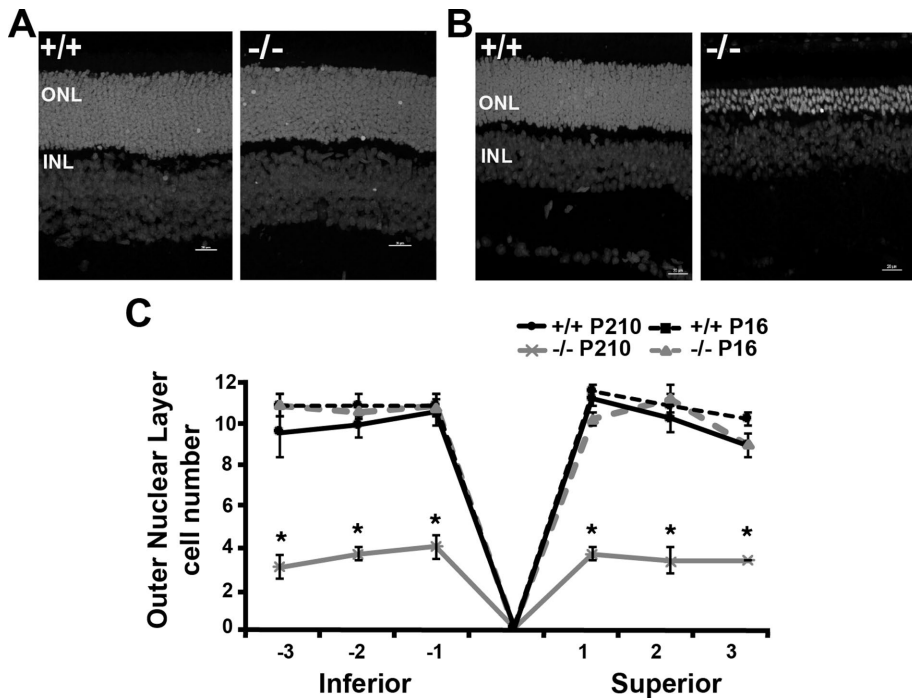 A
+/+
-/-
ONL
INL
B
+/+
-/-
ONL
INL
C
+/+ P210
+/+ P16
-/- P210
-/- P16
Outer Nuclear Layer
cell number
12
10
8
6
4
2
0
* * * * * *
-3 -2 -1 1 2 3
Inferior Superior